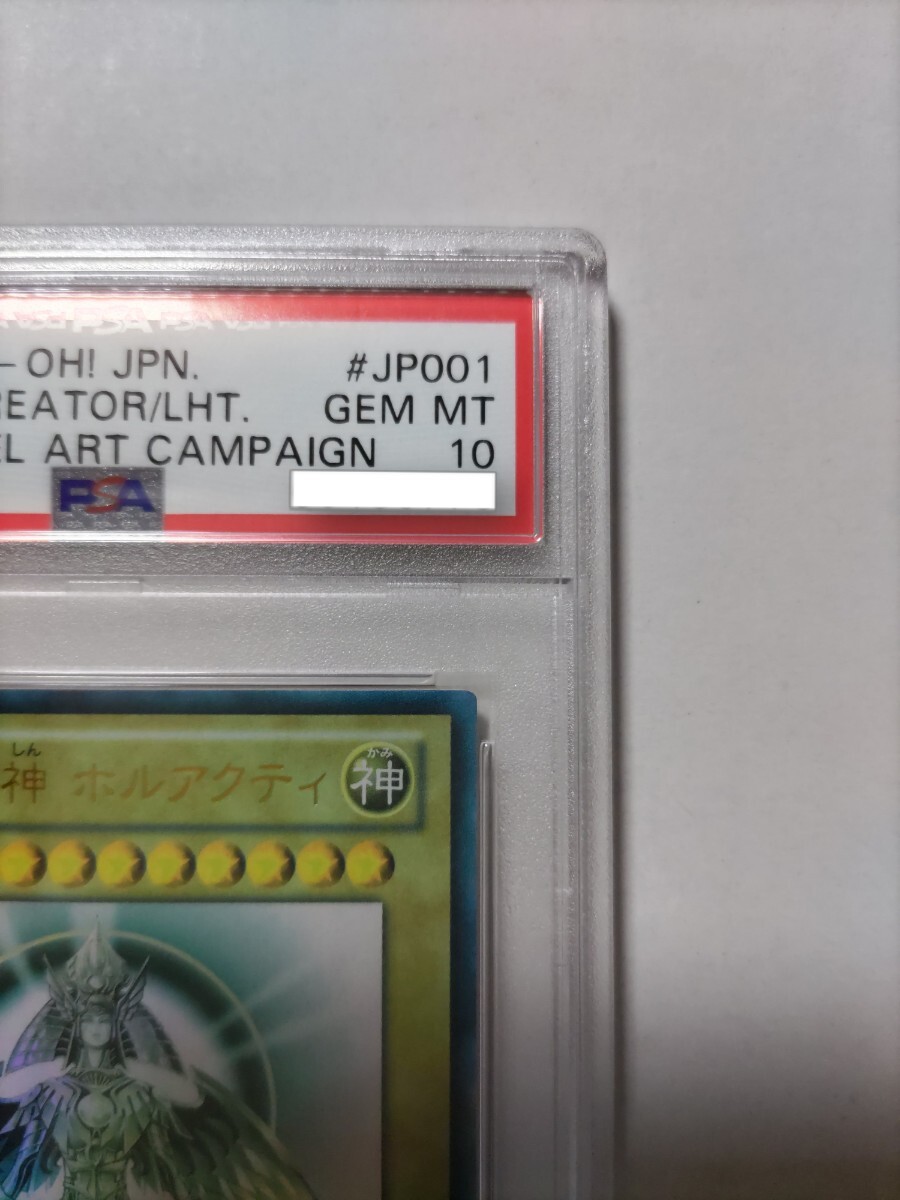 – OH! JPN. #JP001
REATOR/LHT. GEM MT
EL ART CAMPAIGN 10
PSA
しん かみ
神 ホルアクティ 神